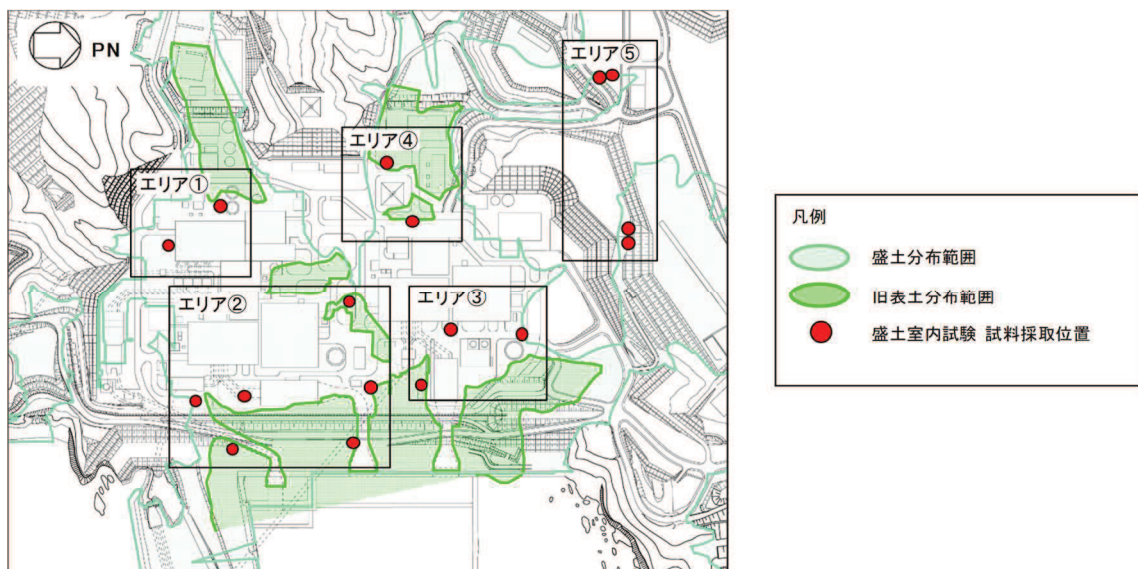 PN
エリア⑤
エリア④
エリア①
エリア②
エリア③
凡例
盛土分布範囲
旧表土分布範囲
盛土室内試験 試料採取位置